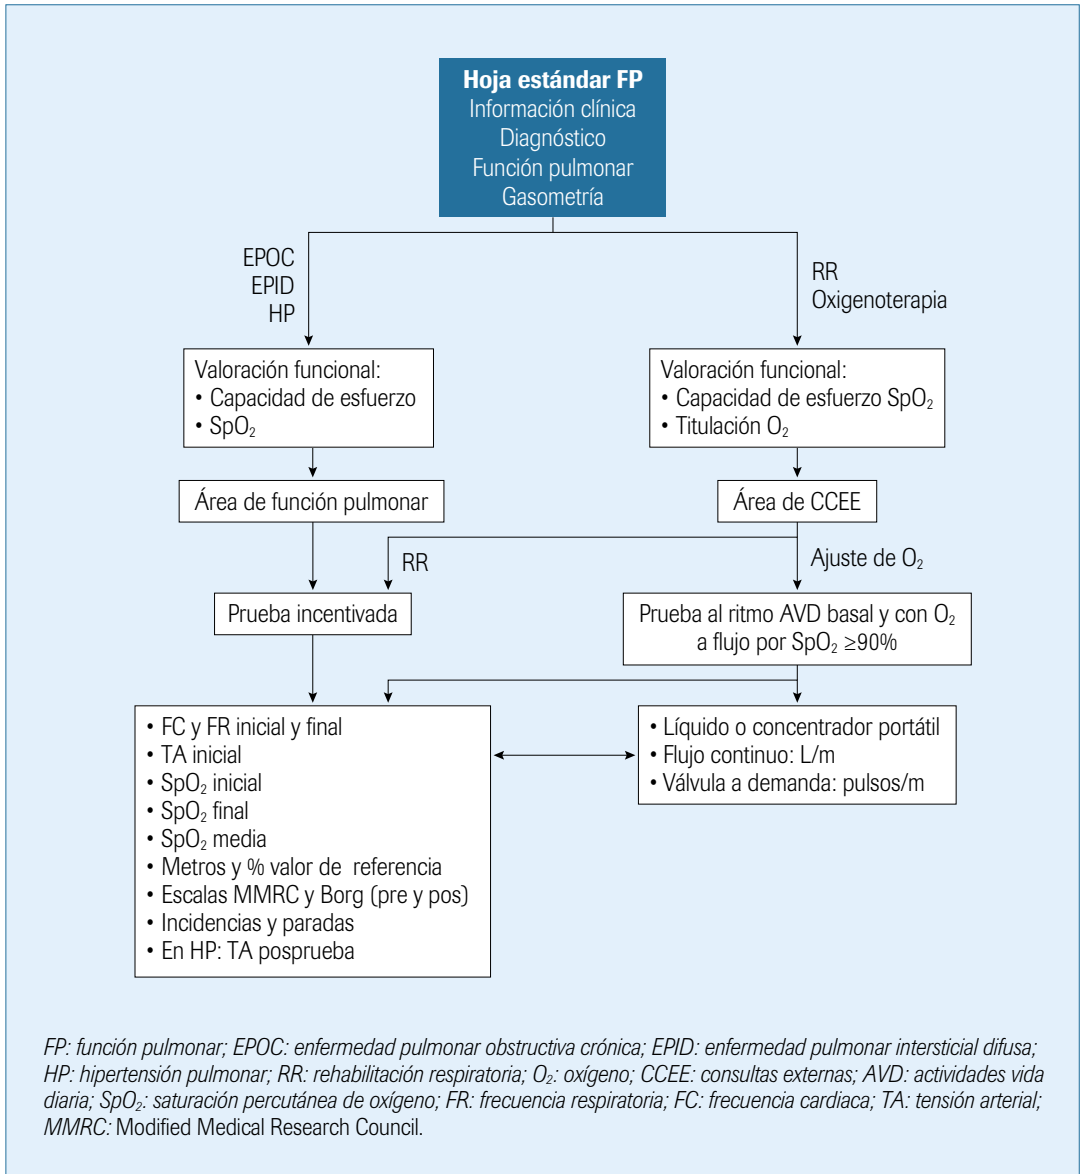 Hoja estándar FP
Información clínica
Diagnóstico
Función pulmonar
Gasometría
EPOC
EPID
HP
RR
Oxigenoterapia
Valoración funcional:
• Capacidad de esfuerzo
• SpO₂
Valoración funcional:
• Capacidad de esfuerzo SpO₂
• Titulación O₂
Área de función pulmonar
Área de CCEE
RR
Ajuste de O₂
Prueba incentivada
Prueba al ritmo AVD basal y con O₂
a flujo por SpO₂ ≥90%
• FC y FR inicial y final
• TA inicial
• SpO₂ inicial
• SpO₂ final
• SpO₂ media
• Metros y % valor de referencia
• Escalas MMRC y Borg (pre y pos)
• Incidencias y paradas
• En HP: TA posprueba
• Líquido o concentrador portátil
• Flujo continuo: L/m
• Válvula a demanda: pulsos/m
FP: función pulmonar; EPOC: enfermedad pulmonar obstructiva crónica; EPID: enfermedad pulmonar intersticial difusa;
HP: hipertensión pulmonar; RR: rehabilitación respiratoria; O₂: oxígeno; CCEE: consultas externas; AVD: actividades vida
diaria; SpO₂: saturación percutánea de oxígeno; FR: frecuencia respiratoria; FC: frecuencia cardiaca; TA: tensión arterial;
MMRC: Modified Medical Research Council.